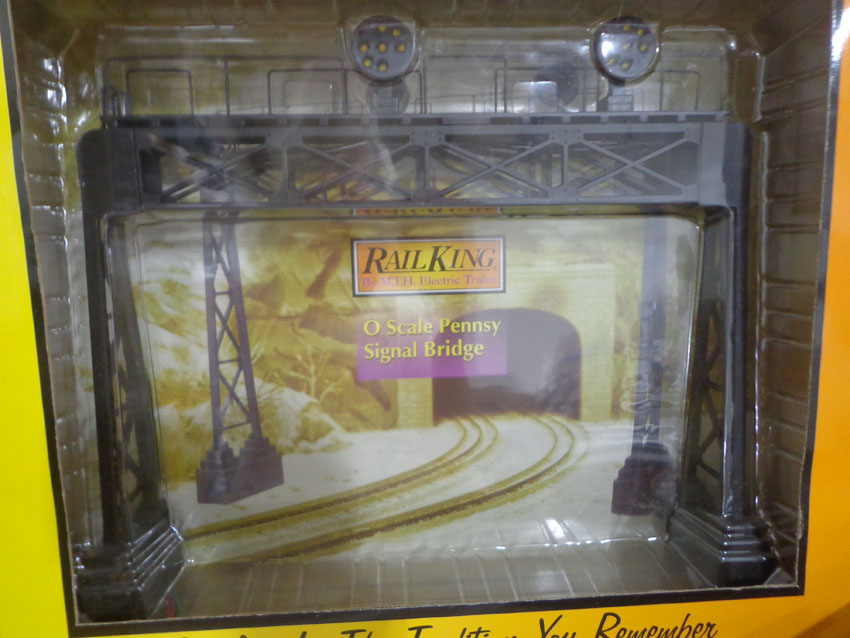 RAILKING®
By M.T.H. Electric Trains
O Scale Pennsy
Signal Bridge
The Tradition You Remember